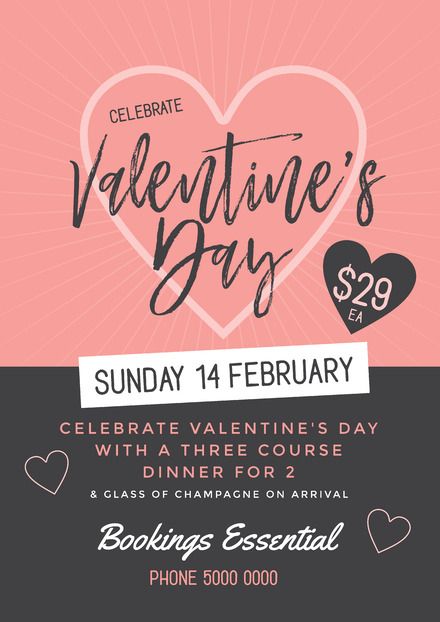 CELEBRATE
Valentine's
Day
$29
EA
SUNDAY 14 FEBRUARY
CELEBRATE VALENTINE'S DAY
WITH A THREE COURSE
DINNER FOR 2
& GLASS OF CHAMPAGNE ON ARRIVAL
Bookings Essential
PHONE 5000 0000